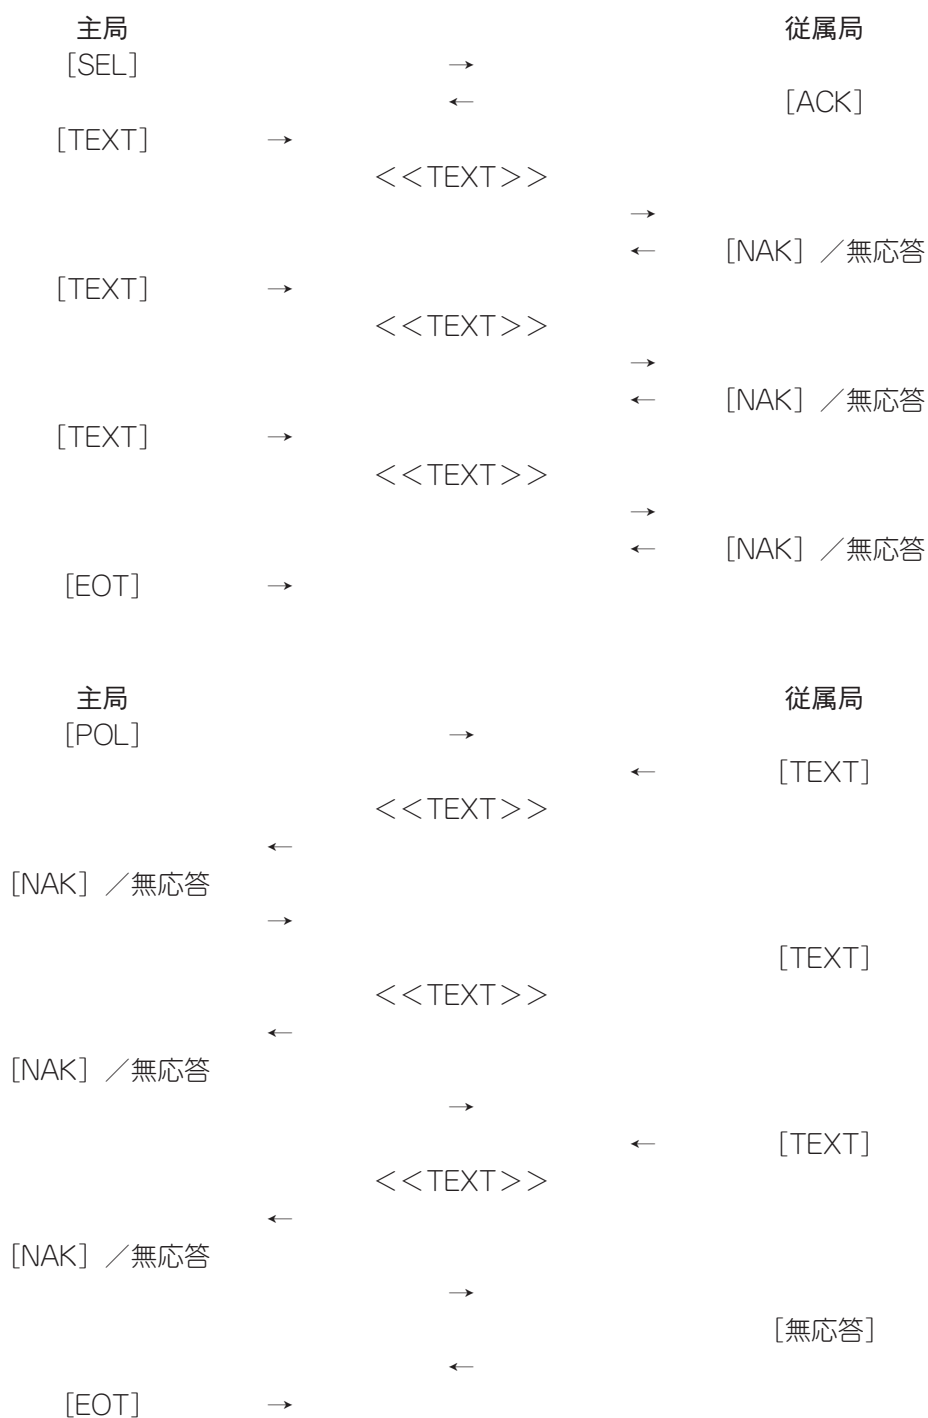 主局 従属局
[SEL] →
← [ACK]
[TEXT] →
<<TEXT>>
→
← [NAK] ／無応答
[TEXT] →
<<TEXT>>
→
← [NAK] ／無応答
[TEXT] →
<<TEXT>>
→
← [NAK] ／無応答
[EOT] →
主局 従属局
[POL] →
← [TEXT]
<<TEXT>>
←
[NAK] ／無応答
→
[TEXT]
<<TEXT>>
←
[NAK] ／無応答
→
← [TEXT]
<<TEXT>>
←
[NAK] ／無応答
→
[無応答]
←
[EOT] →